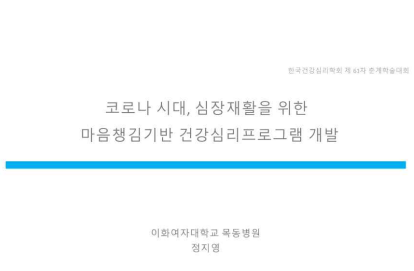 한국건강심리학회 제 61차 춘계학술대회
코로나 시대, 심장재활을 위한
마음챙김기반 건강심리프로그램 개발
이화여자대학교 목동병원
정지영